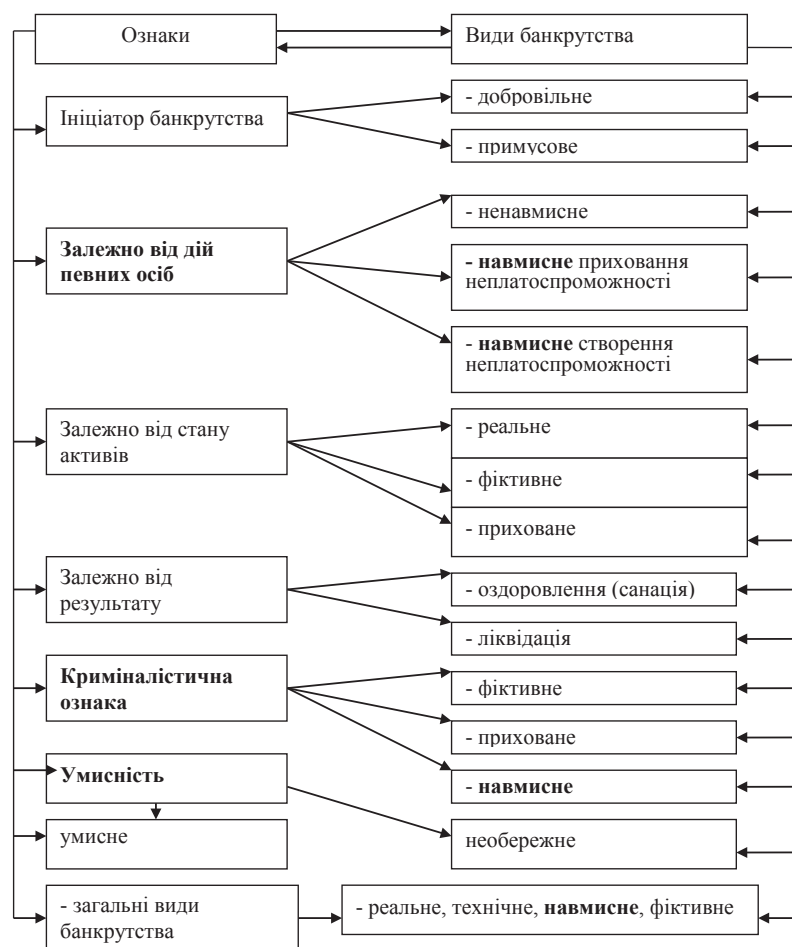 Ознаки
Види банкрутства
Ініціатор банкрутства
- добровільне
- примусове
Залежно від дій
певних осіб
- ненавмисне
- навмисне приховання
неплатоспроможності
- навмисне створення
неплатоспроможності
Залежно від стану
активів
- реальне
- фіктивне
- приховане
Залежно від
результату
- оздоровлення (санація)
- ліквідація
Криміналістична
ознака
- фіктивне
- приховане
- навмисне
Умисність
умисне
необережне
- загальні види
банкрутства
- реальне, технічне, навмисне, фіктивне